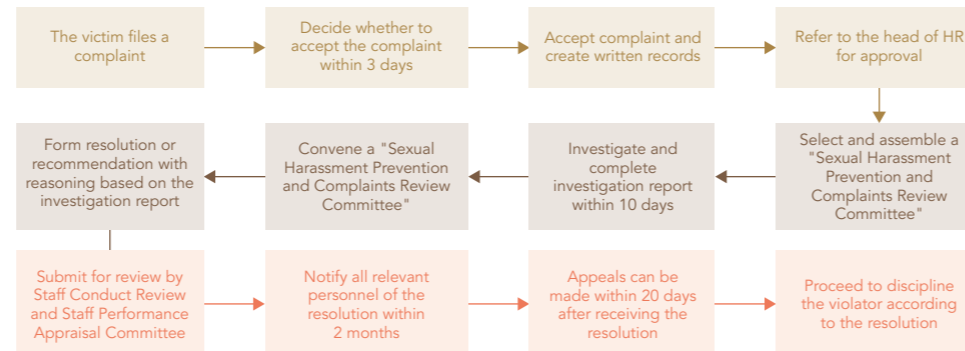 The victim files a
complaint
Decide whether to
accept the complaint
within 3 days
Accept complaint and
create written records
Refer to the head of HR
for approval
Select and assemble a
"Sexual Harassment
Prevention and
Complaints Review
Committee"
Investigate and
complete
investigation report
within 10 days
Convene a "Sexual
Harassment Prevention
and Complaints Review
Committee"
Form resolution or
recommendation with
reasoning based on the
investigation report
Submit for review by
Staff Conduct Review
and Staff Performance
Appraisal Committee
Notify all relevant
personnel of the
resolution within
2 months
Appeals can be
made within 20 days
after receiving the
resolution
Proceed to discipline
the violator according
to the resolution